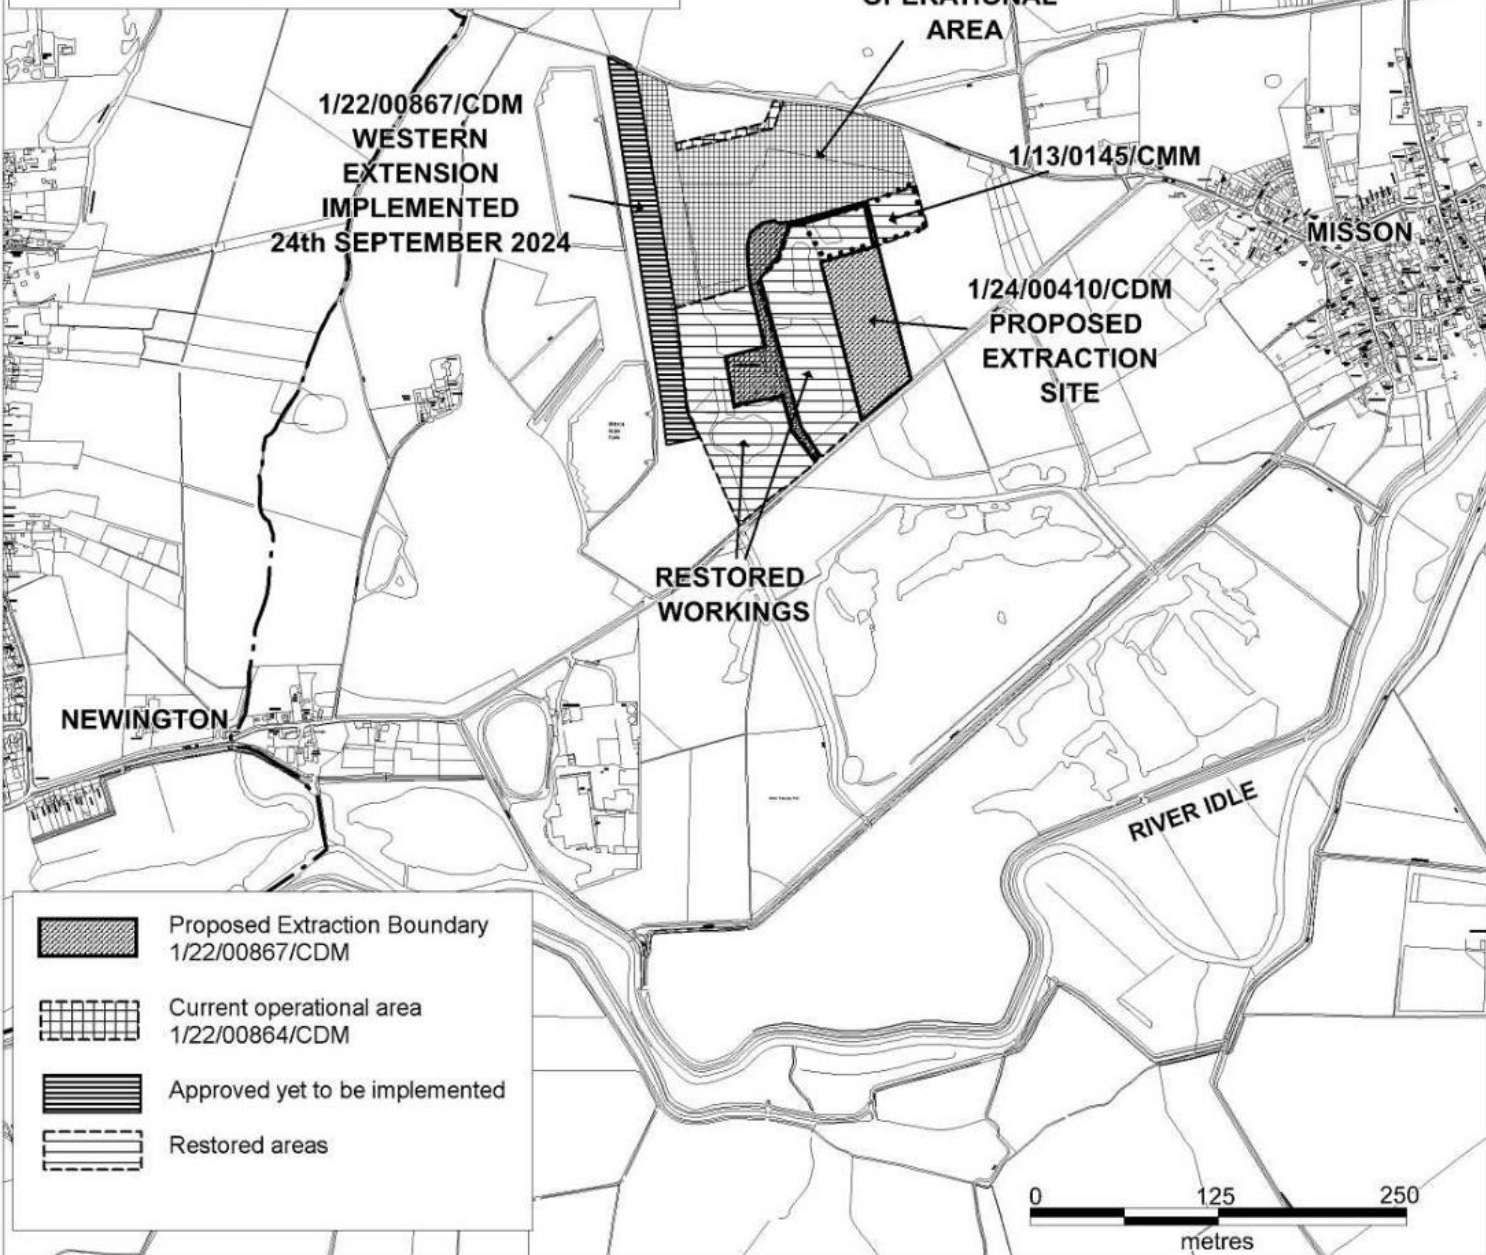 OPERATIONAL
AREA
1/22/00867/CDM
WESTERN
EXTENSION
IMPLEMENTED
24th SEPTEMBER 2024
1/13/0145/CMM
MISSON
1/24/00410/CDM
PROPOSED
EXTRACTION
SITE
RESTORED
WORKINGS
NEWINGTON
RIVER IDLE
Proposed Extraction Boundary
1/22/00867/CDM
Current operational area
1/22/00864/CDM
Approved yet to be implemented
Restored areas
0 125 250
metres